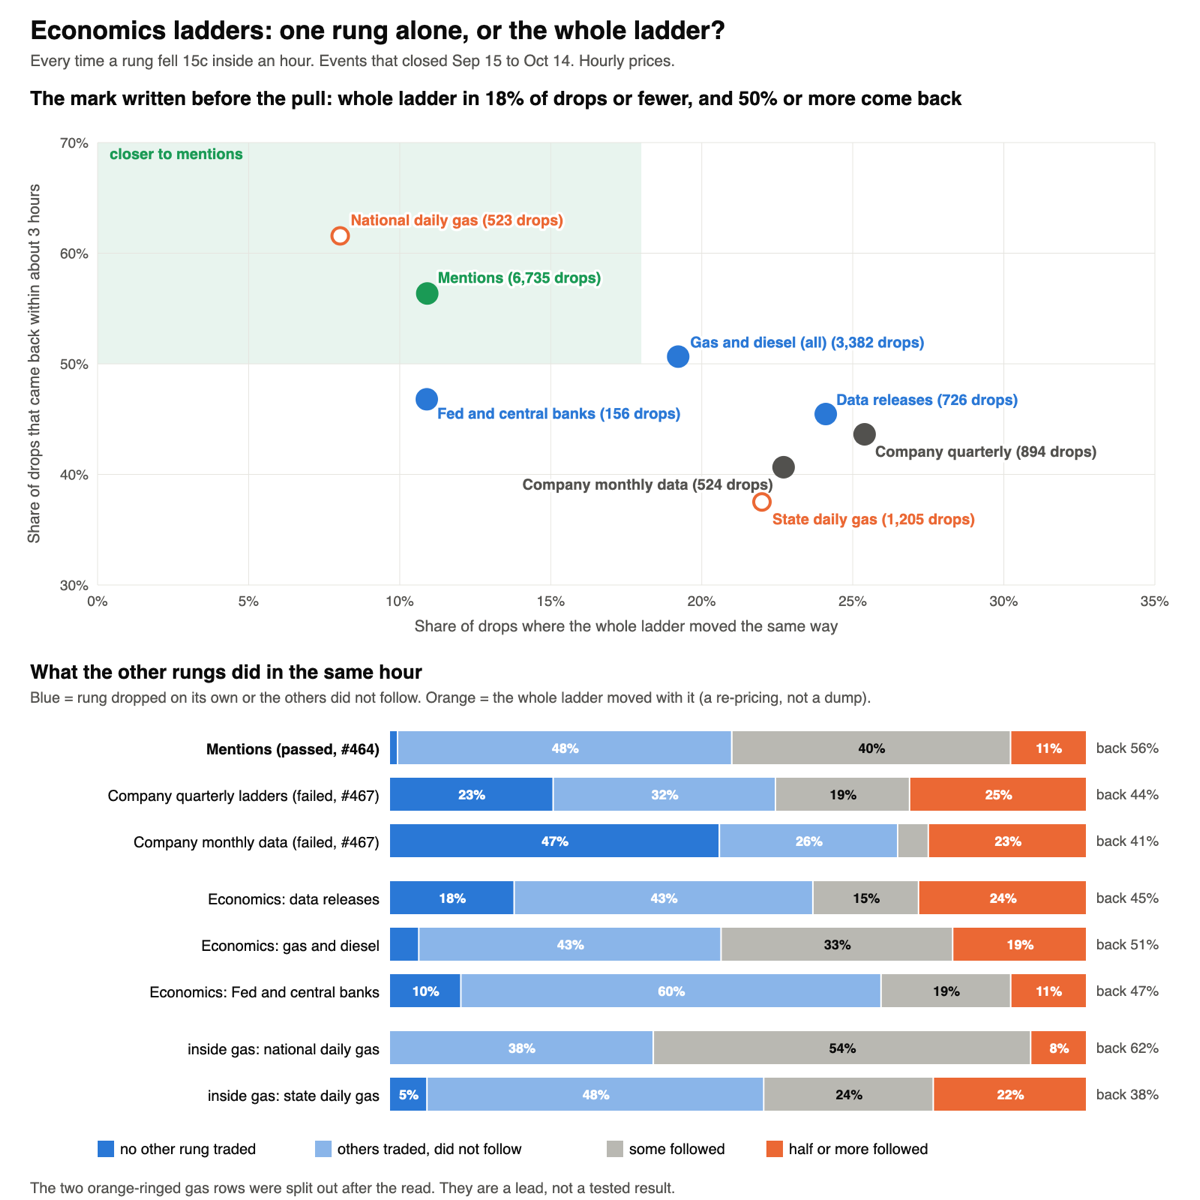 Economics ladders: one rung alone, or the whole ladder?
Every time a rung fell 15c inside an hour. Events that closed Sep 15 to Oct 14. Hourly prices.
The mark written before the pull: whole ladder in 18% of drops or fewer, and 50% or more come back
70%
closer to mentions
National daily gas (523 drops)
60%
Mentions (6,735 drops)
Gas and diesel (all) (3,382 drops)
50%
Data releases (726 drops)
Fed and central banks (156 drops)
Company quarterly (894 drops)
40%
Company monthly data (524 drops)
State daily gas (1,205 drops)
30%
Share of drops that came back within about 3 hours
0% 5% 10% 15% 20% 25% 30% 35%
Share of drops where the whole ladder moved the same way
What the other rungs did in the same hour
Blue = rung dropped on its own or the others did not follow. Orange = the whole ladder moved with it (a re-pricing, not a dump).
Mentions (passed, #464) 48% 40% 11% back 56%
Company quarterly ladders (failed, #467) 23% 32% 19% 25% back 44%
Company monthly data (failed, #467) 47% 26% 23% back 41%
Economics: data releases 18% 43% 15% 24% back 45%
Economics: gas and diesel 43% 33% 19% back 51%
Economics: Fed and central banks 10% 60% 19% 11% back 47%
inside gas: national daily gas 38% 54% 8% back 62%
inside gas: state daily gas 5% 48% 24% 22% back 38%
no other rung traded others traded, did not follow some followed half or more followed
The two orange-ringed gas rows were split out after the read. They are a lead, not a tested result.